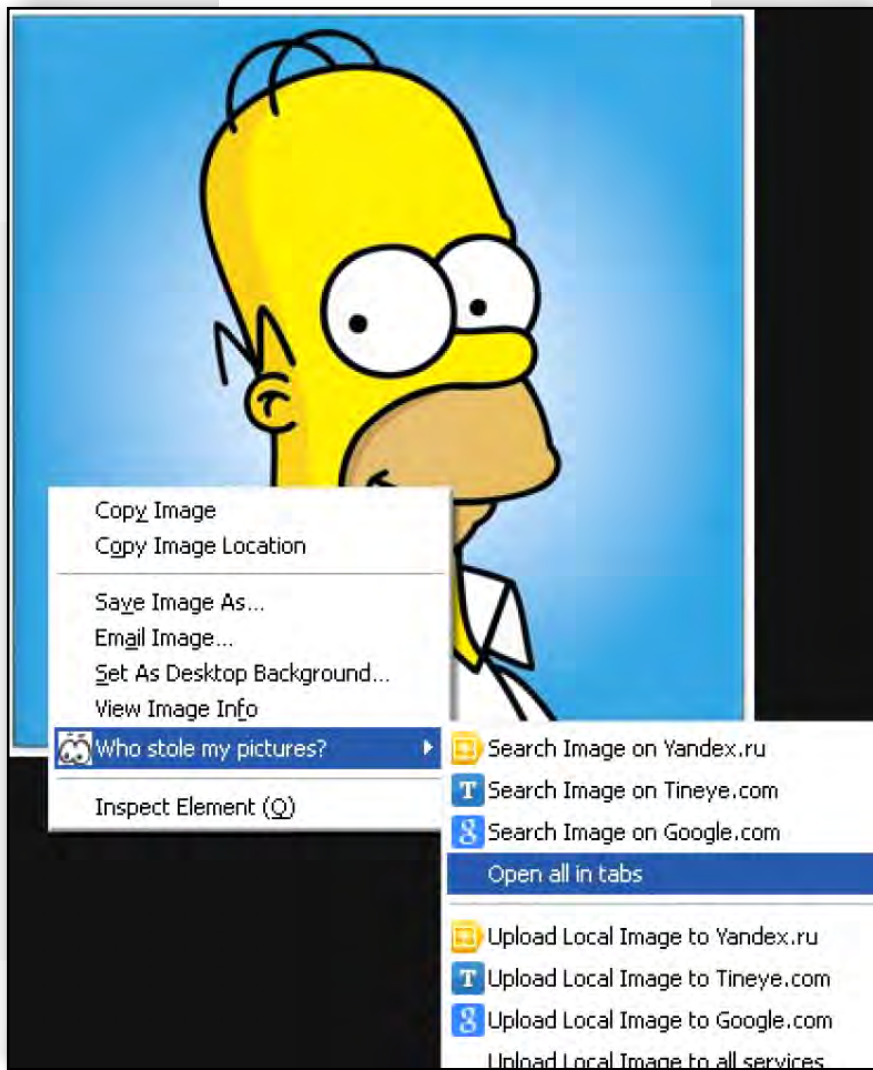 Copy Image
Copy Image Location
Save Image As...
Email Image...
Set As Desktop Background...
View Image Info
Who stole my pictures?
Inspect Element (Q)
Search Image on Yandex.ru
T Search Image on Tineye.com
g Search Image on Google.com
Open all in tabs
Upload Local Image to Yandex.ru
T Upload Local Image to Tineye.com
g Upload Local Image to Google.com
Upload Local Image to all services